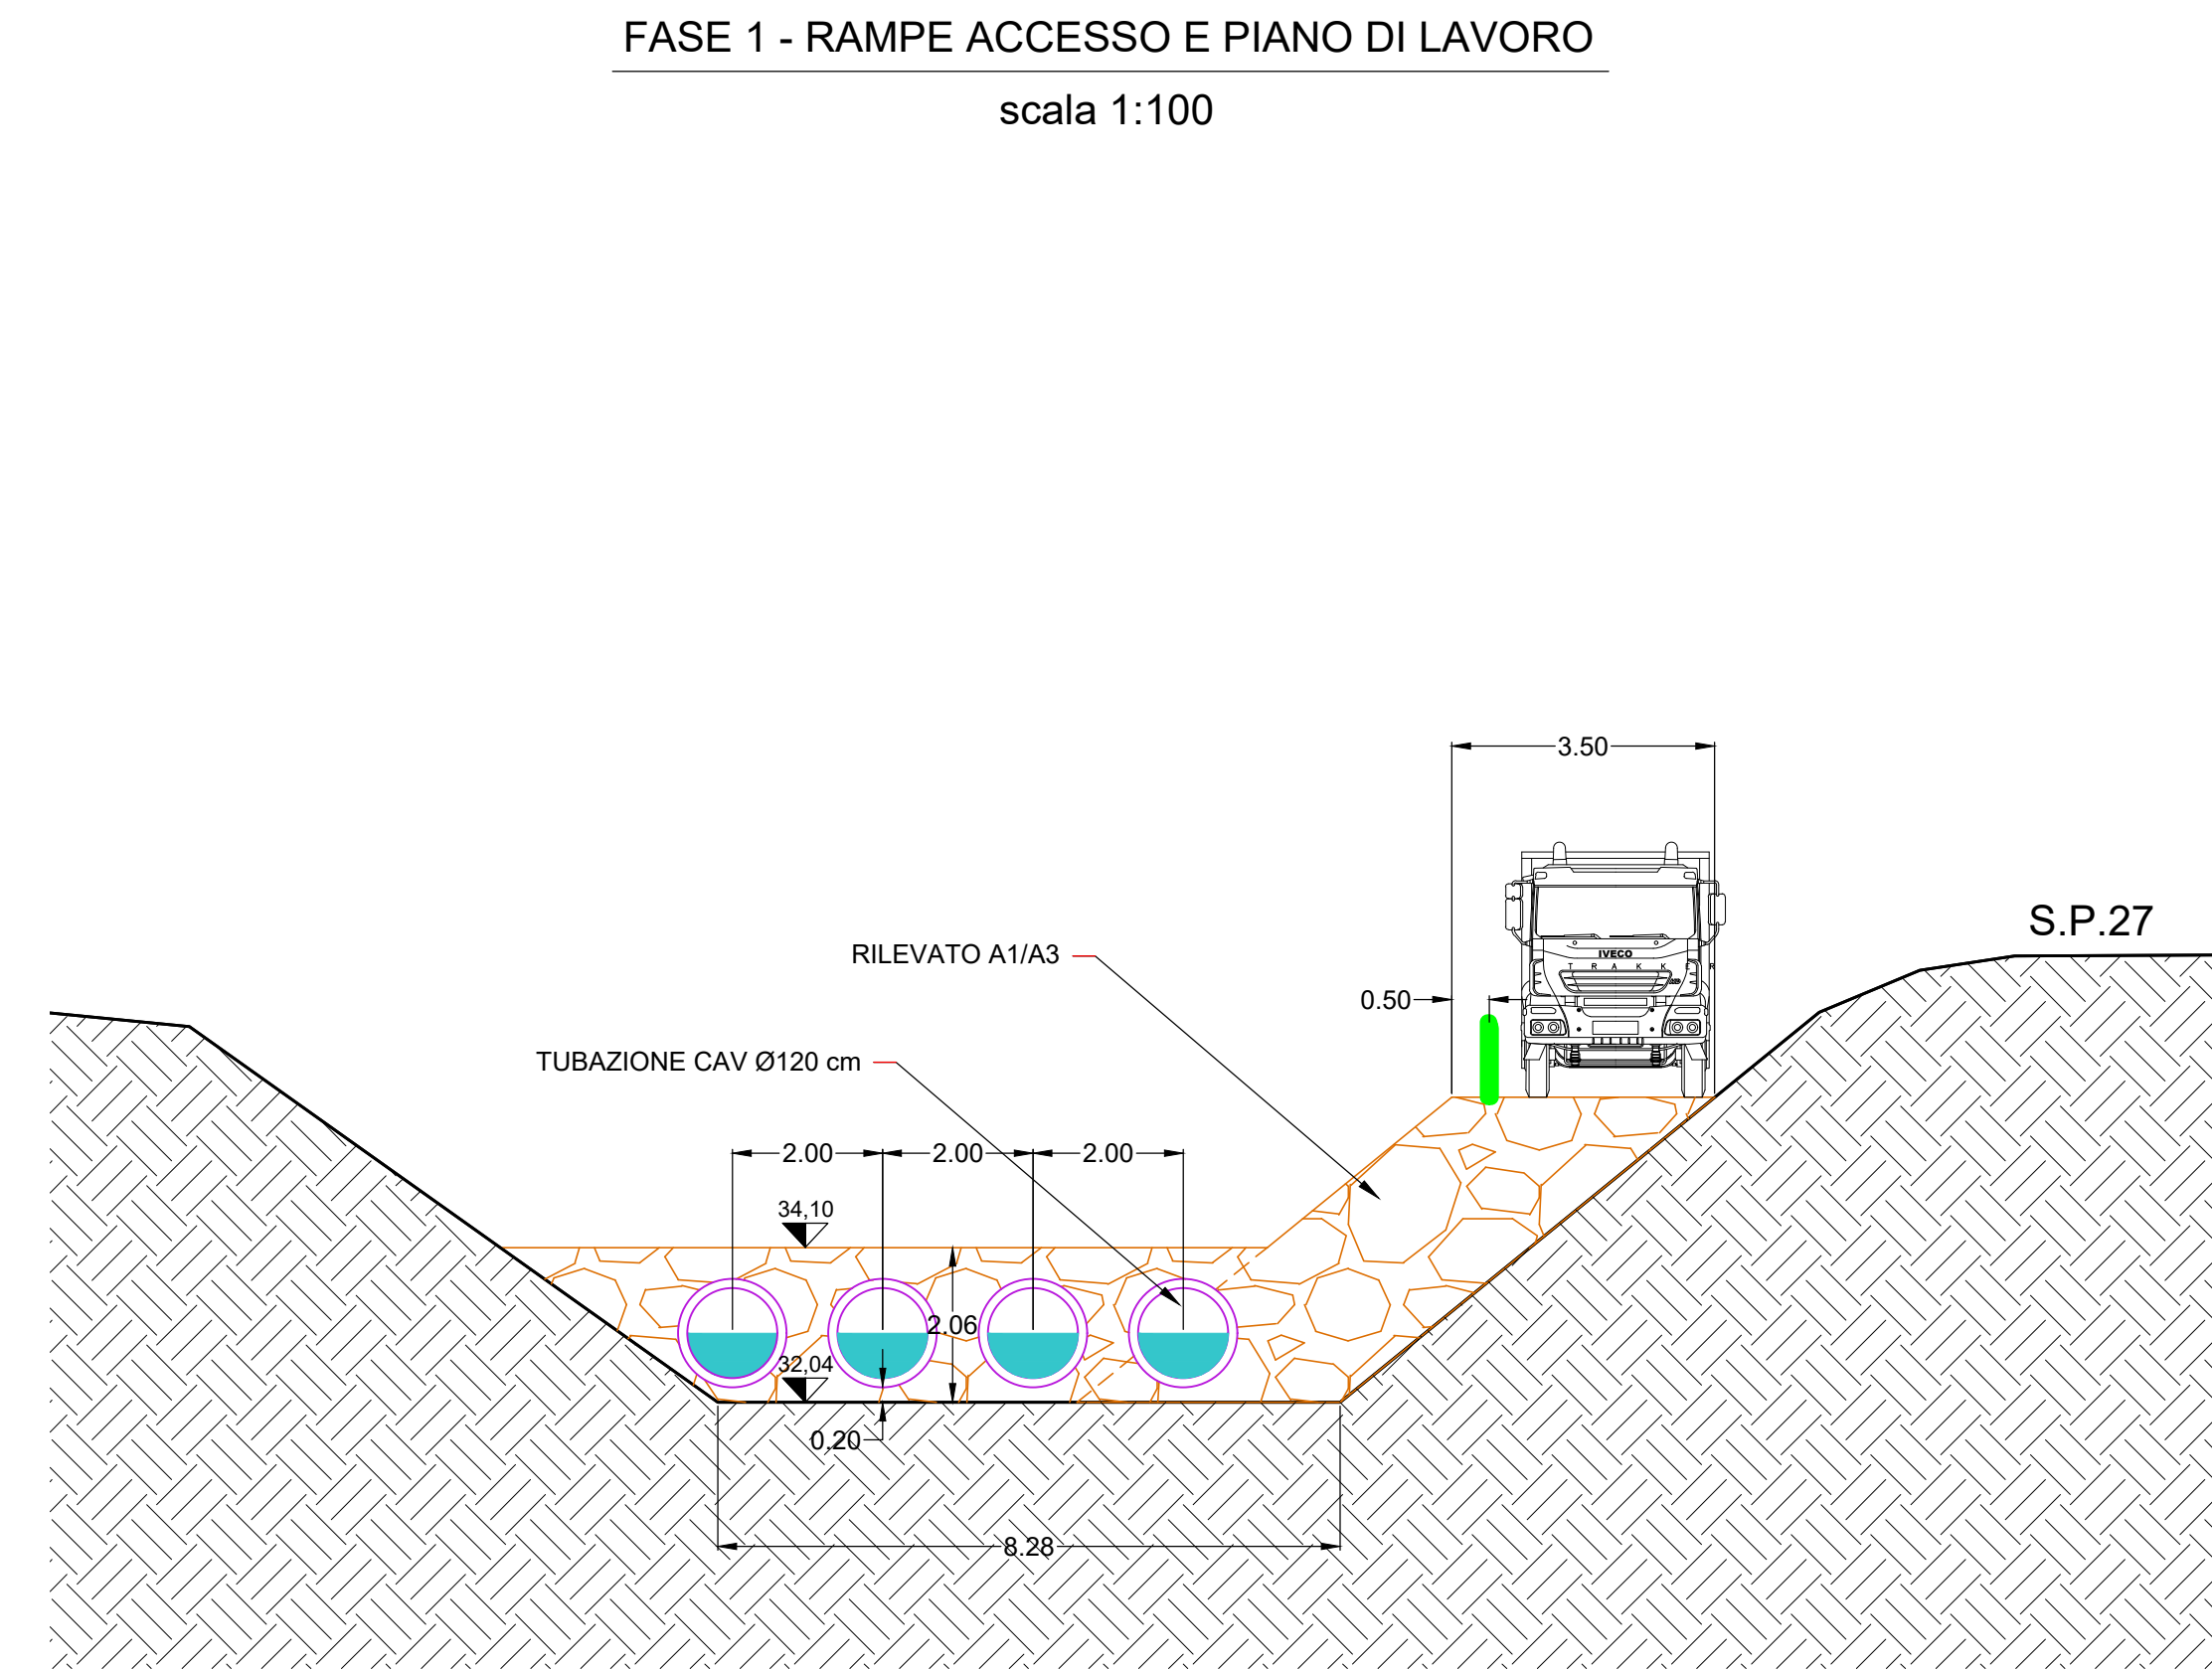 FASE 1 - RAMPE ACCESSO E PIANO DI LAVORO
scala 1:100
3.50
S.P.27
IVECO
T R A K K E R
RILEVATO A1/A3
0.50
TUBAZIONE CAV Ø120 cm
2.00 2.00 2.00
34,10
2.06
32,04
0.20
8.28